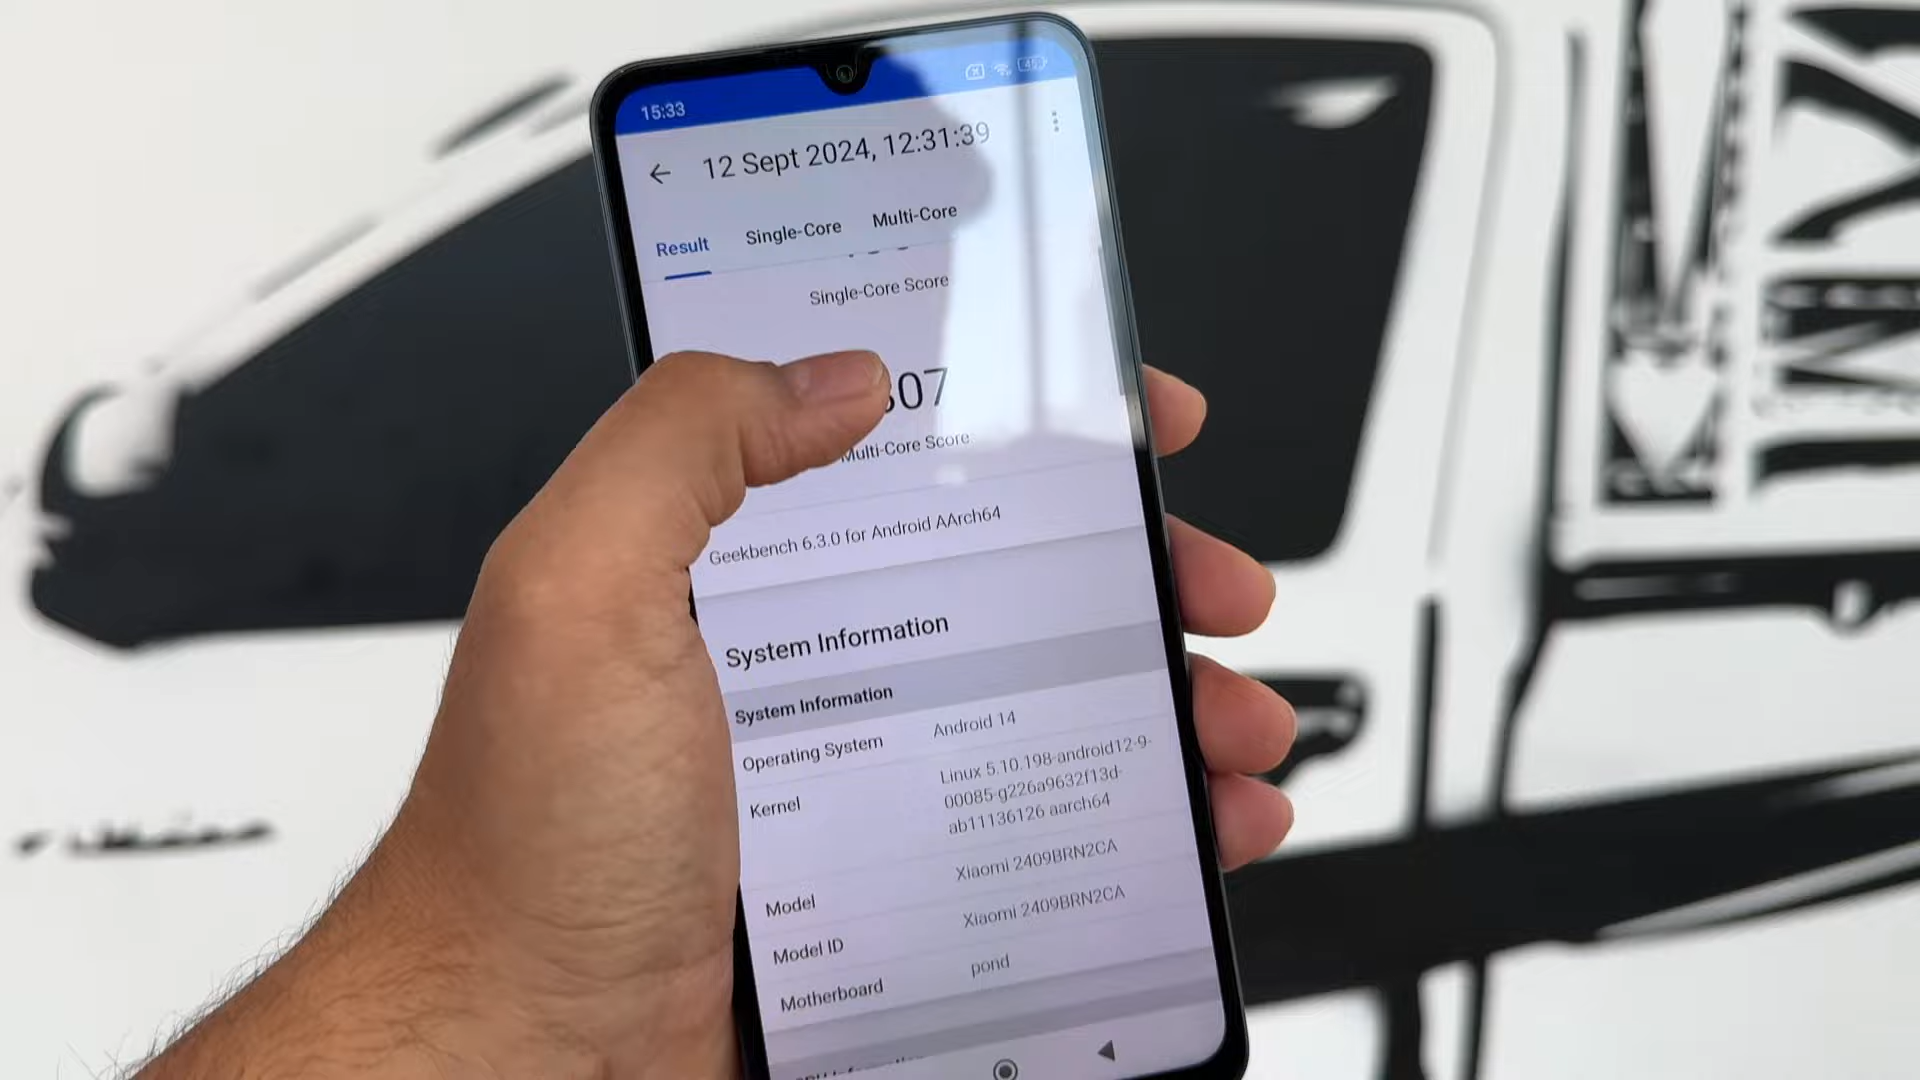 15:33
45
12 Sept 2024, 12:31:39
Result Single-Core Multi-Core
Single-Core Score
07
Multi-Core Score
Geekbench 6.3.0 for Android AArch64
System Information
System Information
Operating System Android 14
Kernel Linux 5.10.198-android12-9-
00085-g226a9632f13d-
ab11136126 aarch64
Model Xiaomi 2409BRN2CA
Model ID Xiaomi 2409BRN2CA
Motherboard pond